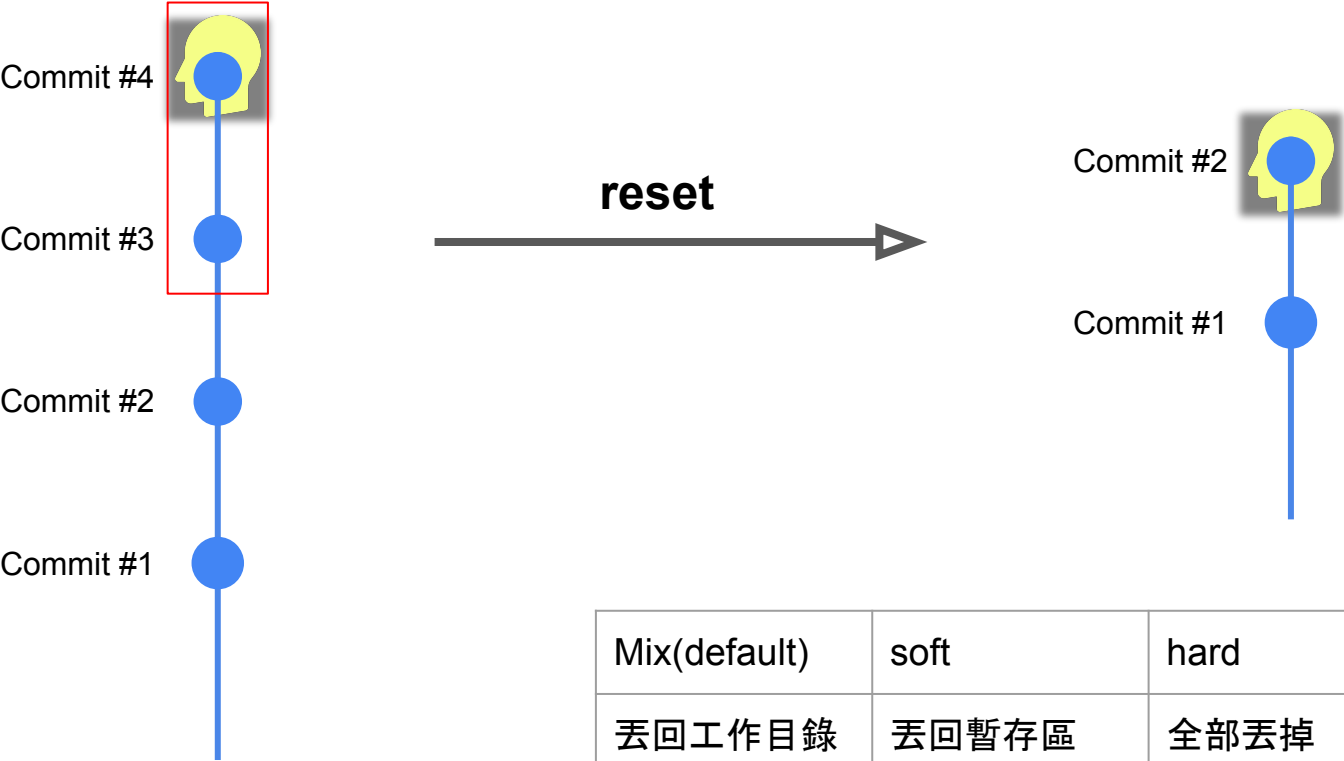 Commit #4
Commit #3
Commit #2
Commit #1
reset
Commit #2
Commit #1
Mix(default)
soft
hard
丟回工作目錄
丟回暫存區
全部丟掉